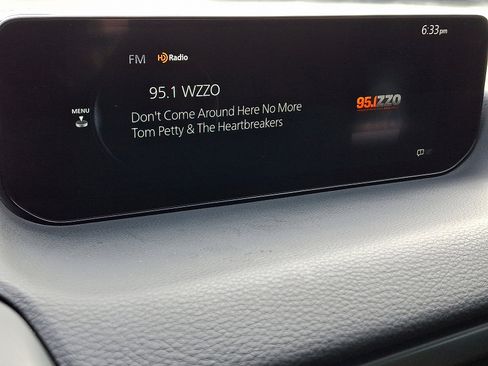 6:33pm
FM HD Radio
95.1 WZZO
MENU
Don't Come Around Here No More
Tom Petty & The Heartbreakers
95.1ZZO